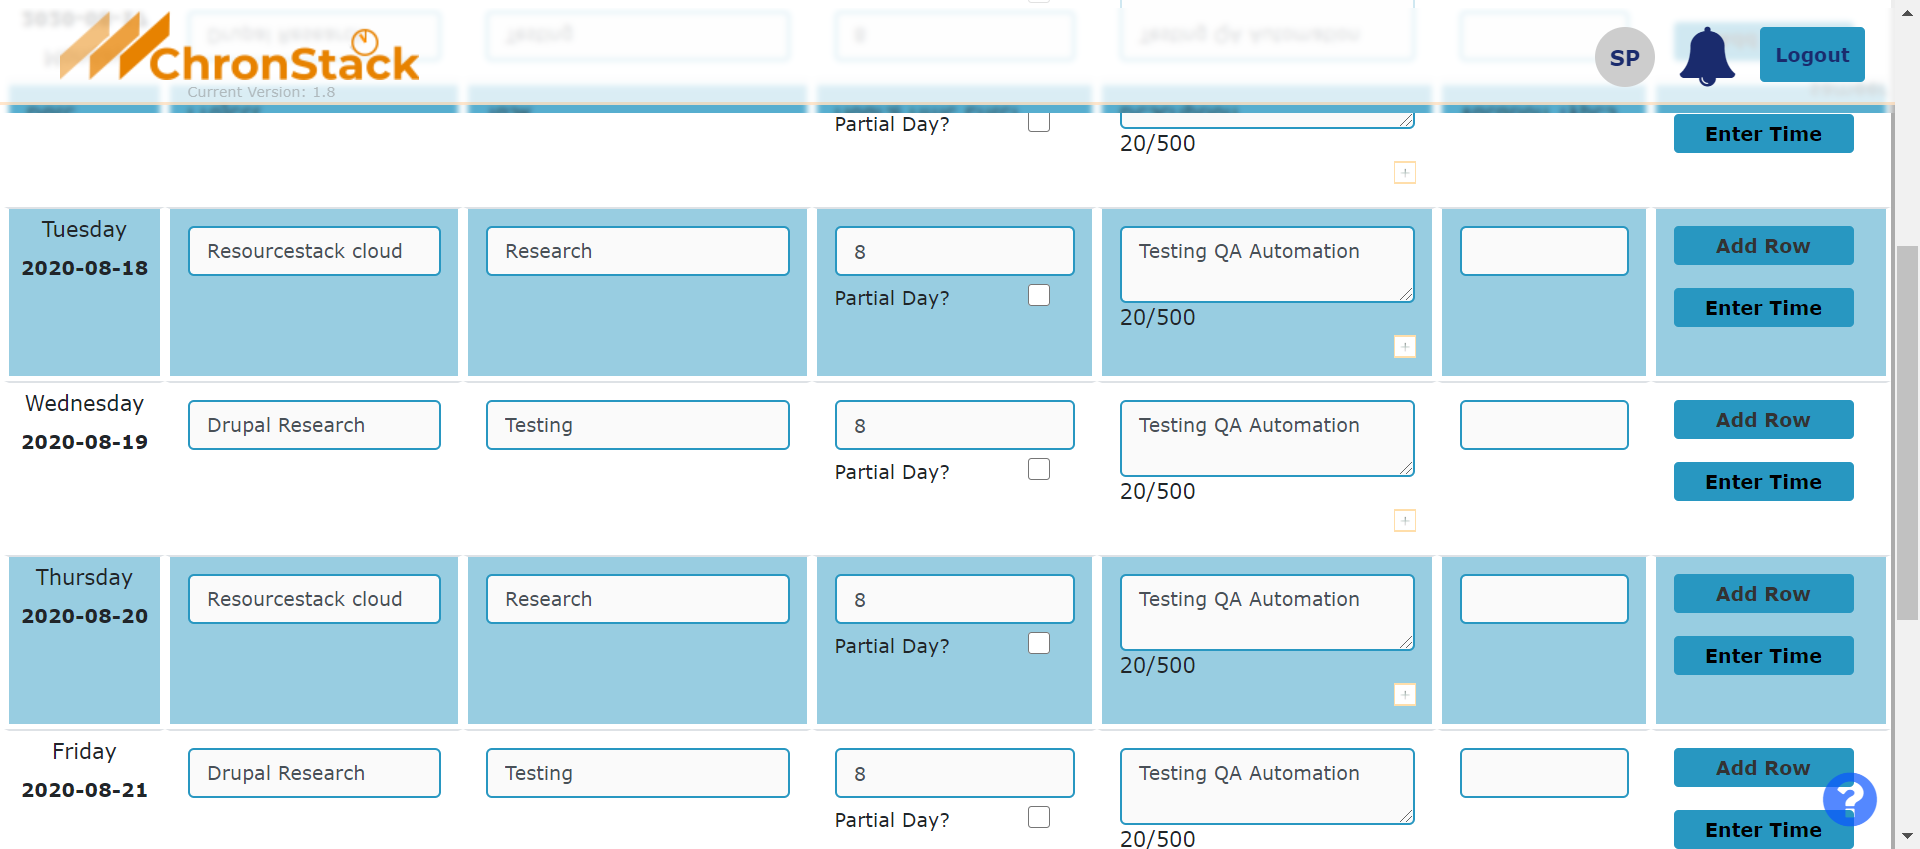 ChronStack
Current Version: 1.8
SP
Logout
Partial Day?
20/500
+
Enter Time
Tuesday
2020-08-18
Resourcestack cloud
Research
8
Partial Day?
Testing QA Automation
20/500
+
Add Row
Enter Time
Wednesday
2020-08-19
Drupal Research
Testing
8
Partial Day?
Testing QA Automation
20/500
+
Add Row
Enter Time
Thursday
2020-08-20
Resourcestack cloud
Research
8
Partial Day?
Testing QA Automation
20/500
+
Add Row
Enter Time
Friday
2020-08-21
Drupal Research
Testing
8
Partial Day?
Testing QA Automation
20/500
Add Row
Enter Time
?